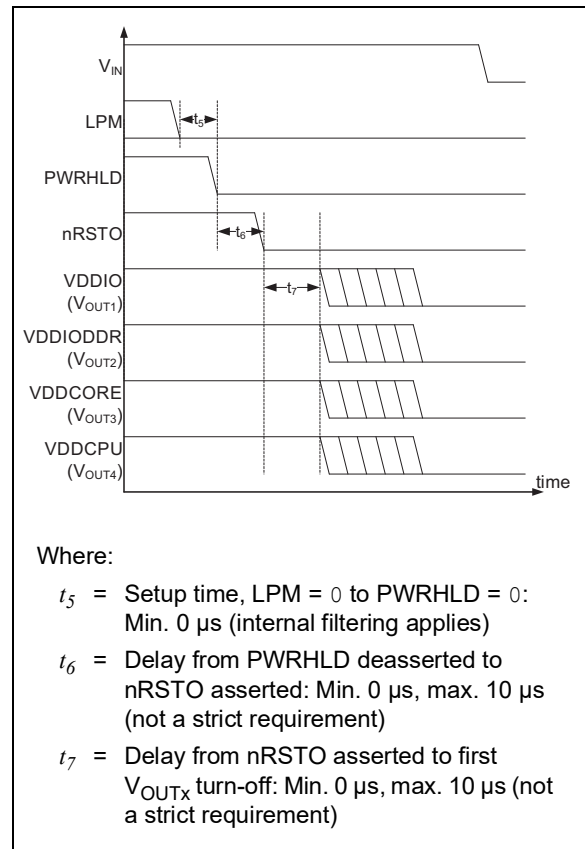 V_IN
LPM
t5
PWRHLD
nRSTO
t6
VDDIO
(V_OUT1)
t7
VDDIODDR
(V_OUT2)
VDDCORE
(V_OUT3)
VDDCPU
(V_OUT4)
time
Where:
t5 = Setup time, LPM = 0 to PWRHLD = 0:
Min. 0 µs (internal filtering applies)
t6 = Delay from PWRHLD deasserted to
nRSTO asserted: Min. 0 µs, max. 10 µs
(not a strict requirement)
t7 = Delay from nRSTO asserted to first
V_OUTx turn-off: Min. 0 µs, max. 10 µs (not
a strict requirement)